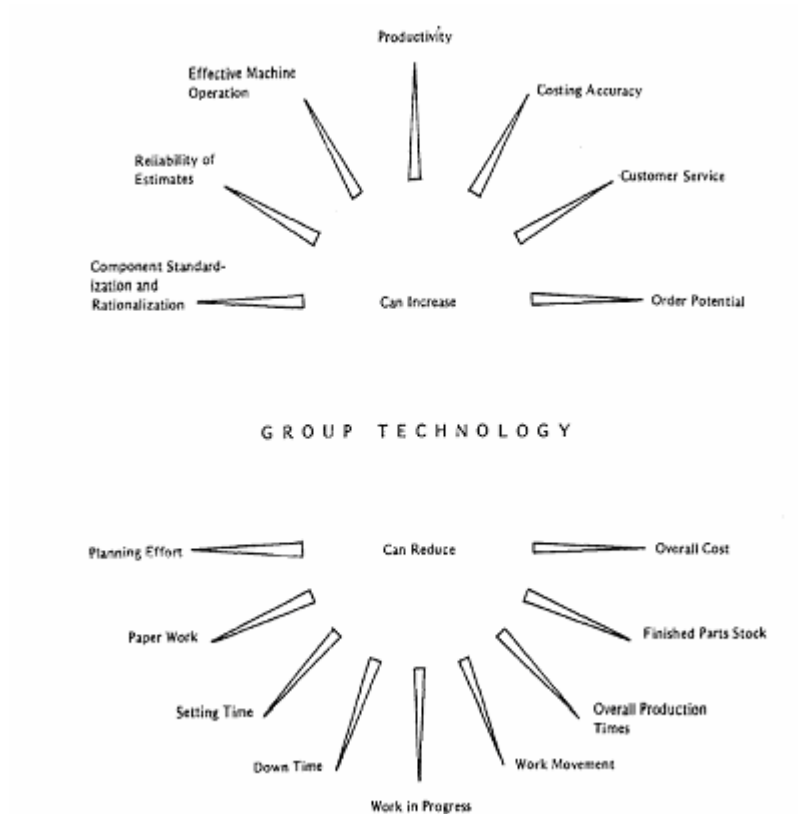 Productivity
Effective Machine
Operation
Costing Accuracy
Reliability of
Estimates
Customer Service
Component Standard-
ization and
Rationalization
Can Increase
Order Potential
GROUP TECHNOLOGY
Planning Effort
Can Reduce
Overall Cost
Paper Work
Finished Parts Stock
Setting Time
Overall Production
Times
Down Time
Work Movement
Work in Progress